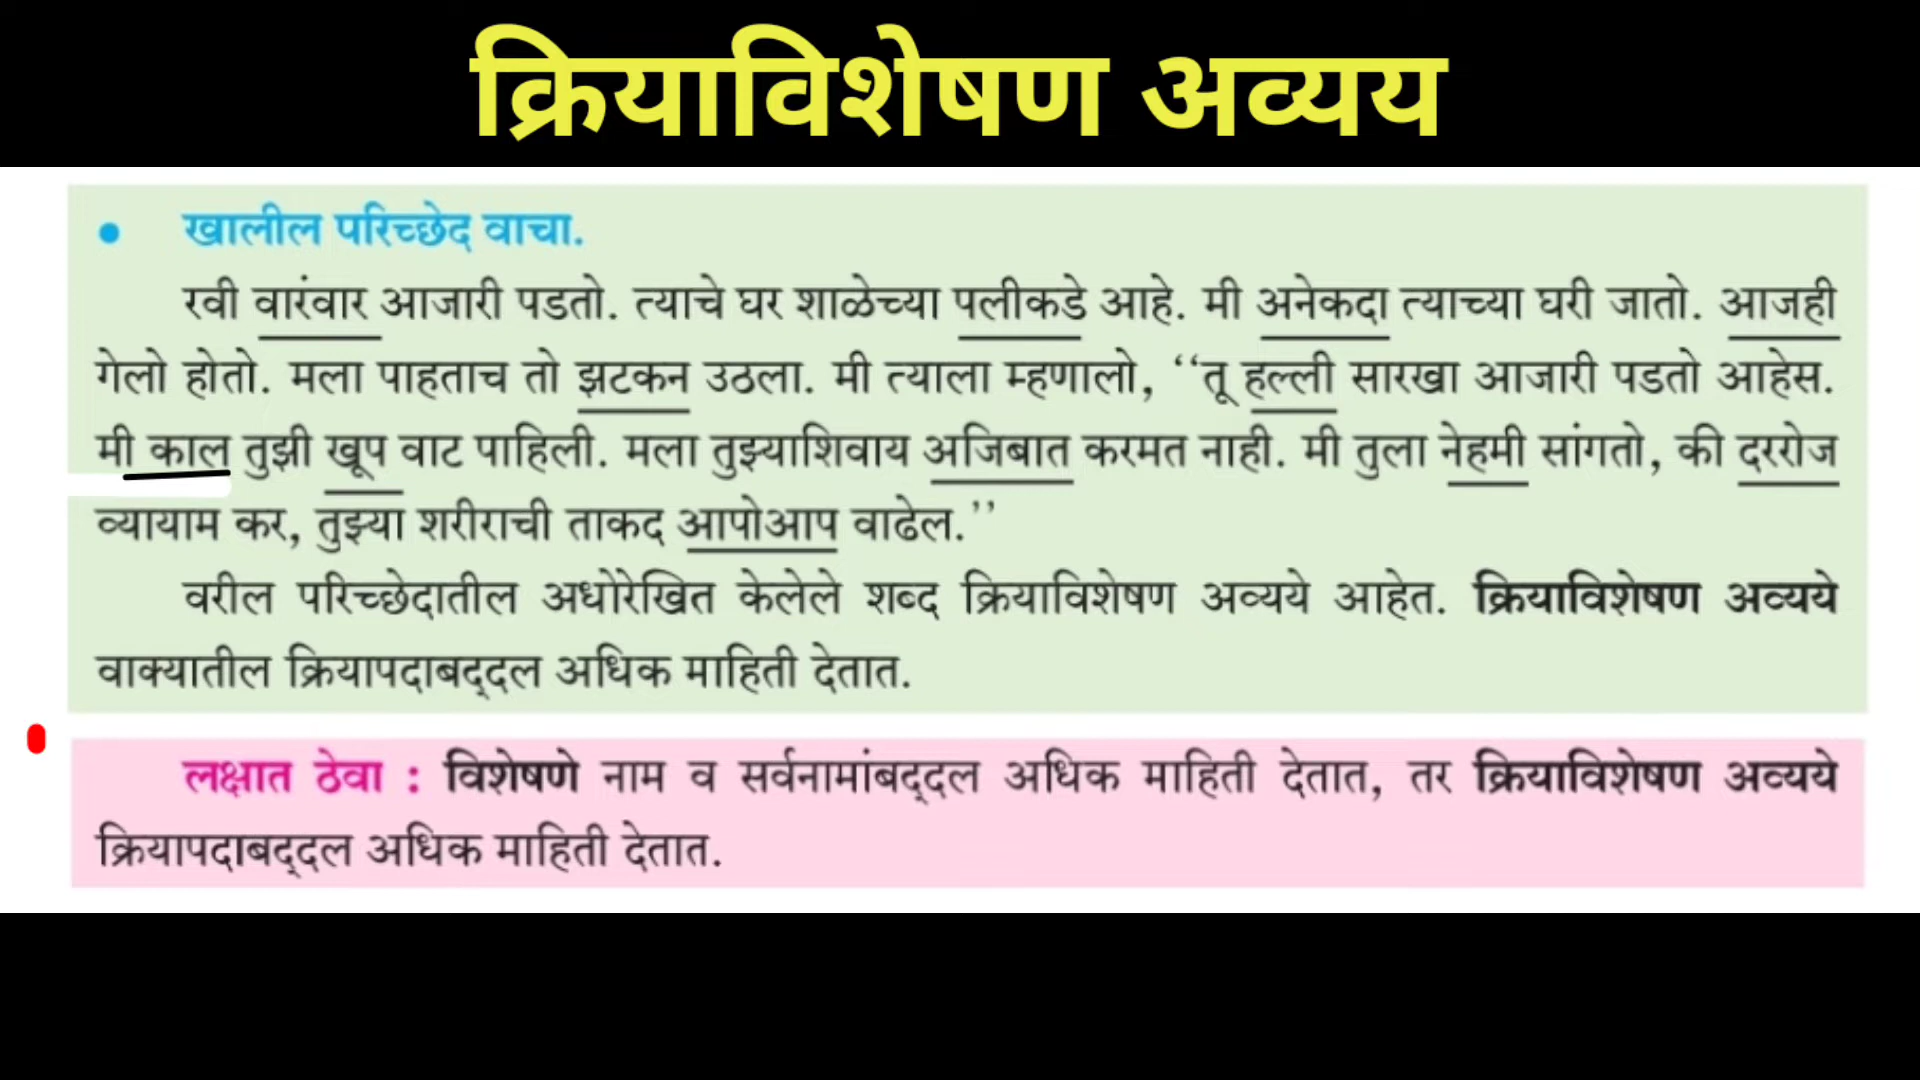 क्रियाविशेषण अव्यय
• खालील परिच्छेद वाचा.
रवी वारंवार आजारी पडतो. त्याचे घर शाळेच्या पलीकडे आहे. मी अनेकदा त्याच्या घरी जातो. आजही
गेलो होतो. मला पाहताच तो झटकन उठला. मी त्याला म्हणालो, ‘‘तू हल्ली सारखा आजारी पडतो आहेस.
मी काल तुझी खूप वाट पाहिली. मला तुझ्याशिवाय अजिबात करमत नाही. मी तुला नेहमी सांगतो, की दररोज
व्यायाम कर, तुझ्या शरीराची ताकद आपोआप वाढेल.’’
वरील परिच्छेदातील अधोरेखित केलेले शब्द क्रियाविशेषण अव्यये आहेत. क्रियाविशेषण अव्यये
वाक्यातील क्रियापदाबद्‌दल अधिक माहिती देतात.
लक्षात ठेवा : विशेषणे नाम व सर्वनामांबद्‌दल अधिक माहिती देतात, तर क्रियाविशेषण अव्यये
क्रियापदाबद्‌दल अधिक माहिती देतात.